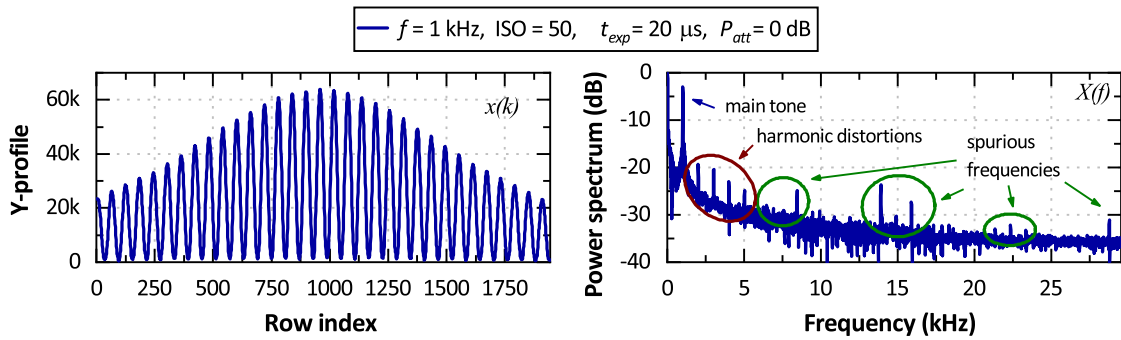 f = 1 kHz, ISO = 50, t_exp = 20 μs, P_att = 0 dB
60k
40k
20k
0
Y-profile
x(k)
0 250 500 750 1000 1250 1500 1750
Row index
0
-10
-20
-30
-40
Power spectrum (dB)
X(f)
main tone
harmonic distortions
spurious
frequencies
0 5 10 15 20 25
Frequency (kHz)